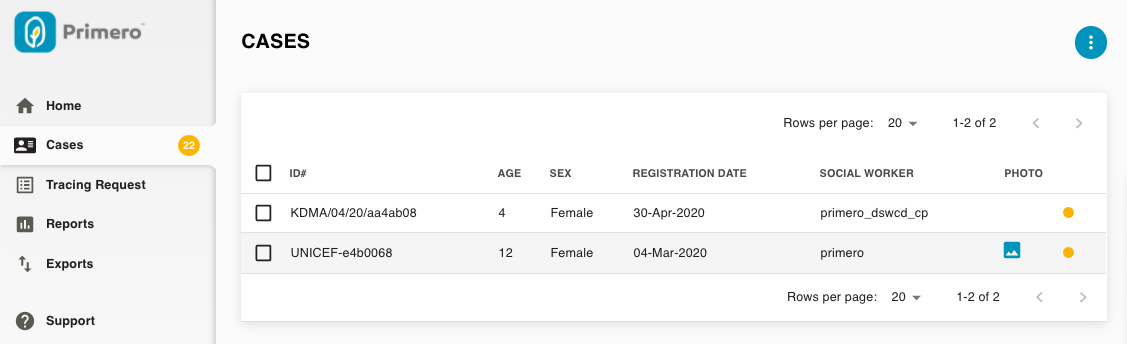 Primero™
CASES
Home
Cases 22
Tracing Request
Reports
Exports
Support
Rows per page: 20 1-2 of 2
ID# AGE SEX REGISTRATION DATE SOCIAL WORKER PHOTO
KDMA/04/20/aa4ab08 4 Female 30-Apr-2020 primero_dswcd_cp
UNICEF-e4b0068 12 Female 04-Mar-2020 primero
Rows per page: 20 1-2 of 2